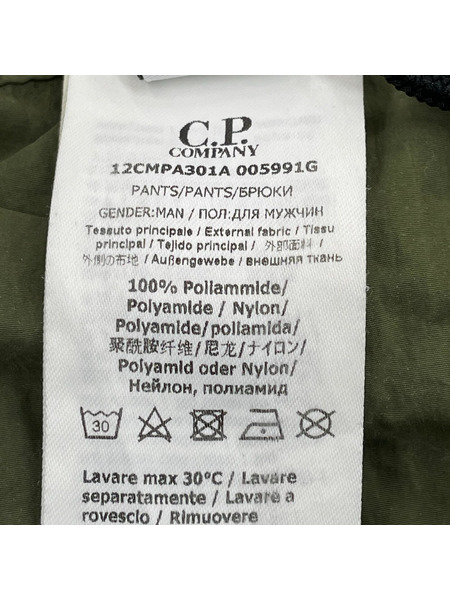 C.P.
COMPANY
12CMPA301A 005991G
PANTS/PANTS/БРЮКИ
GENDER:MAN / ПОЛ:ДЛЯ МУЖЧИН
Tessuto principale / External fabric / Tissu
principal / Tejido principal / 外部面料 /
外側の布地 / Außengewebe / внешняя ткань
100% Poliammide/
Polyamide / Nylon/
Polyamide/poliamida/
聚酰胺纤维/尼龙/ナイロン/
Polyamid oder Nylon/
Нейлон, полиамид
30
Lavare max 30°C / Lavare
separatamente / Lavare a
rovescio / Rimuovere